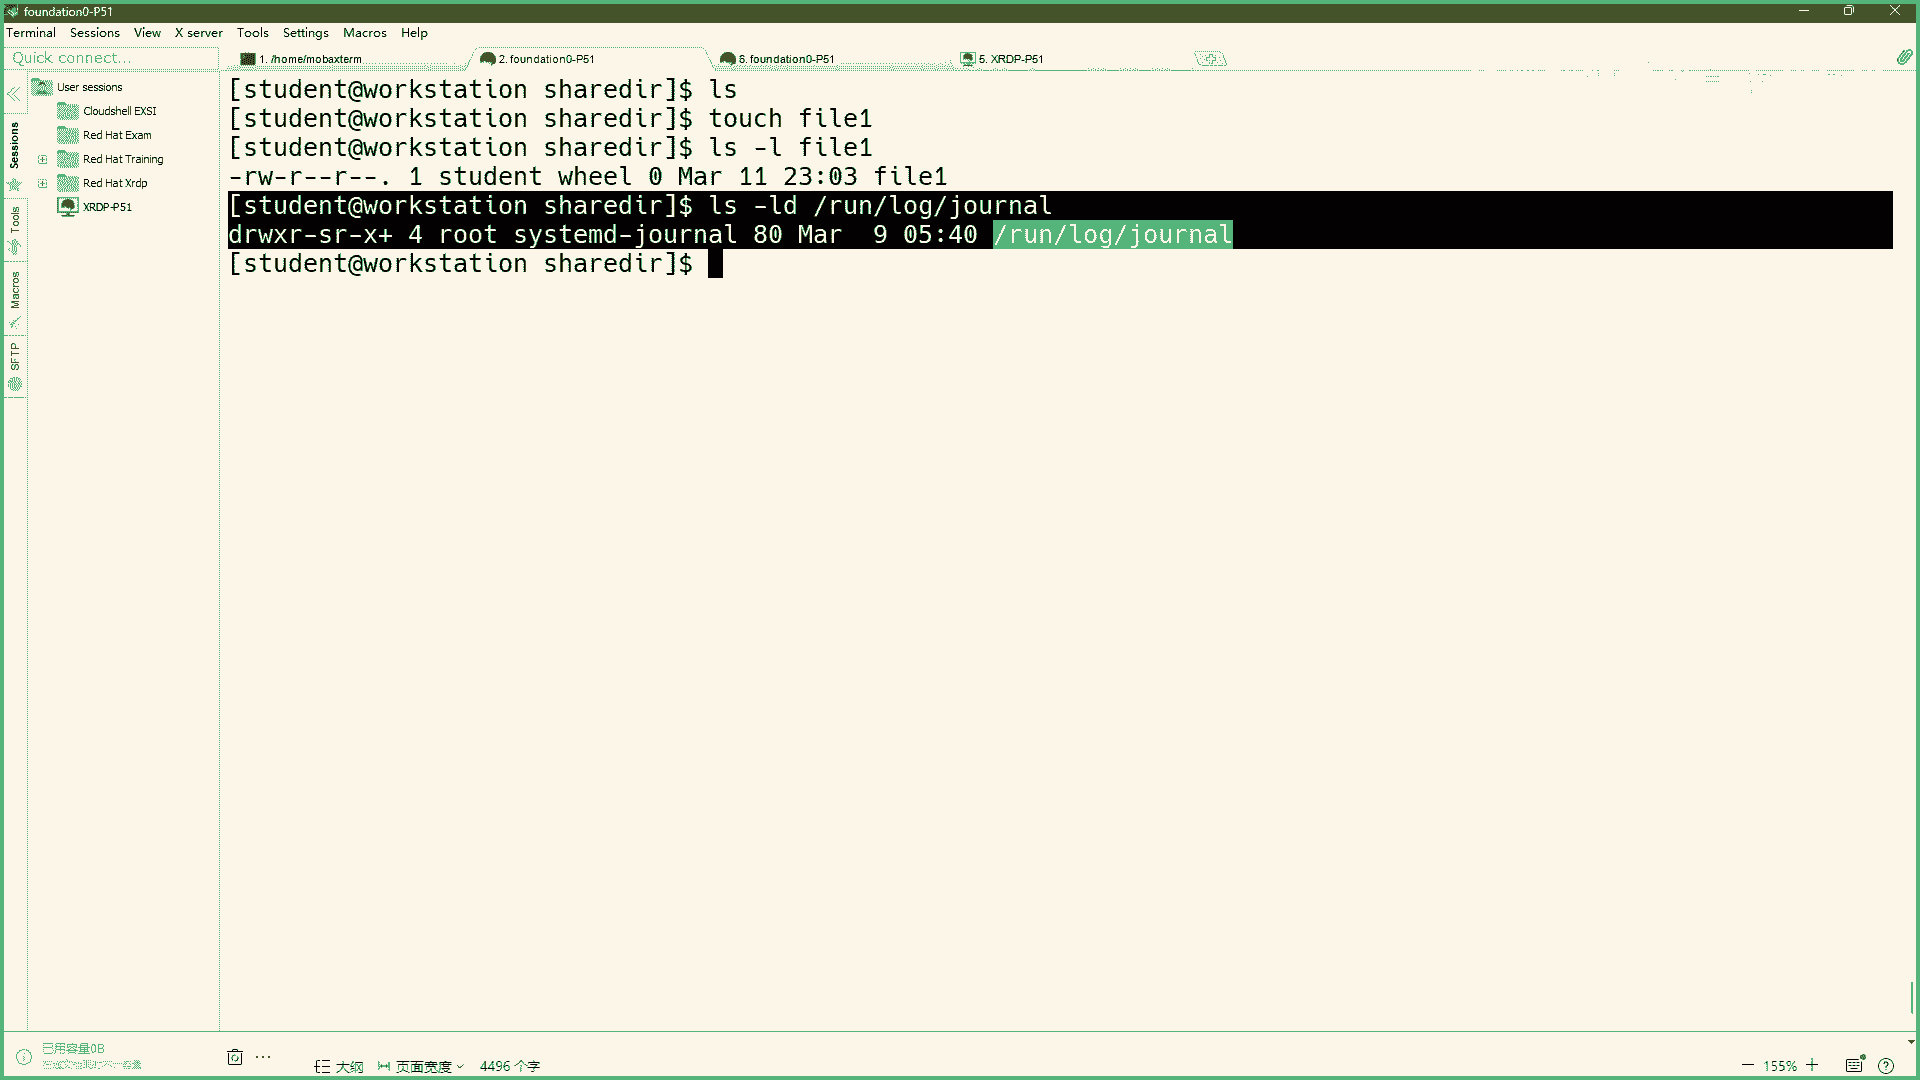 foundation0-P51
Terminal Sessions View X server Tools Settings Macros Help
Quick connect...
1. /home/mobaxterm
2. foundation0-P51
6. foundation0-P51
5. XRDP-P51
User sessions
Cloudshell EXSI
Red Hat Exam
Red Hat Training
Red Hat Xrdp
XRDP-P51
Sessions
Tools
Macros
SFTP
[student@workstation sharedir]$ ls
[student@workstation sharedir]$ touch file1
[student@workstation sharedir]$ ls -l file1
-rw-r--r--. 1 student wheel 0 Mar 11 23:03 file1
[student@workstation sharedir]$ ls -ld /run/log/journal
drwxr-sr-x+ 4 root systemd-journal 80 Mar  9 05:40 /run/log/journal
[student@workstation sharedir]$
已用容量0B
大纲 页面宽度 4496 个字
155%